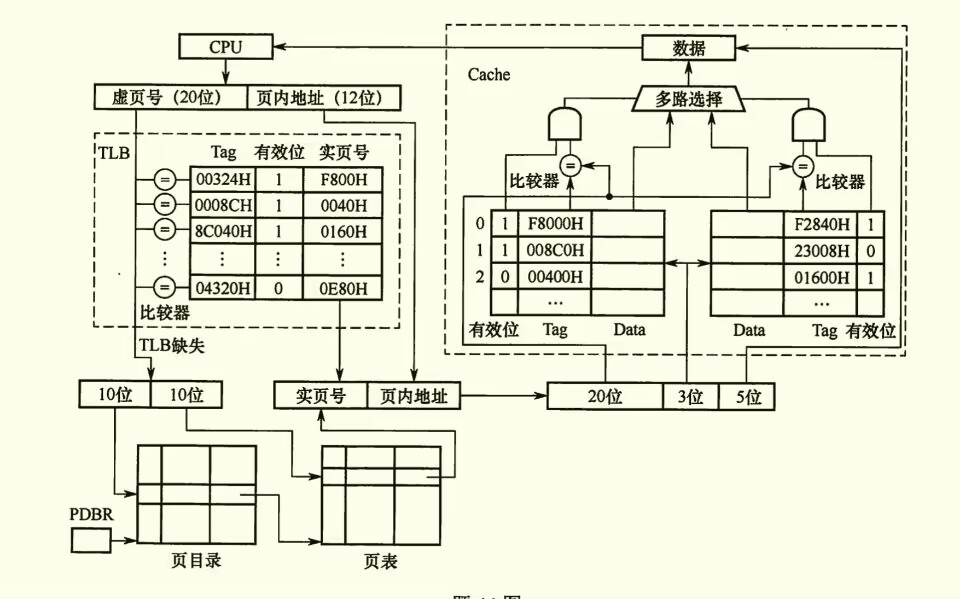 CPU
数据
Cache
虚页号（20位） 页内地址（12位）
多路选择
TLB
Tag 有效位 实页号
= 00324H 1 F800H
= 0008CH 1 0040H
= 8C040H 1 0160H
⋮ ⋮ ⋮ ⋮
= 04320H 0 0E80H
比较器
TLB缺失
= =
比较器 比较器
0 1 F8000H F2840H 1
1 1 008C0H 23008H 0
2 0 00400H 01600H 1
… …
有效位 Tag Data Data Tag 有效位
10位 10位
实页号 页内地址
20位 3位 5位
PDBR
页目录
页表